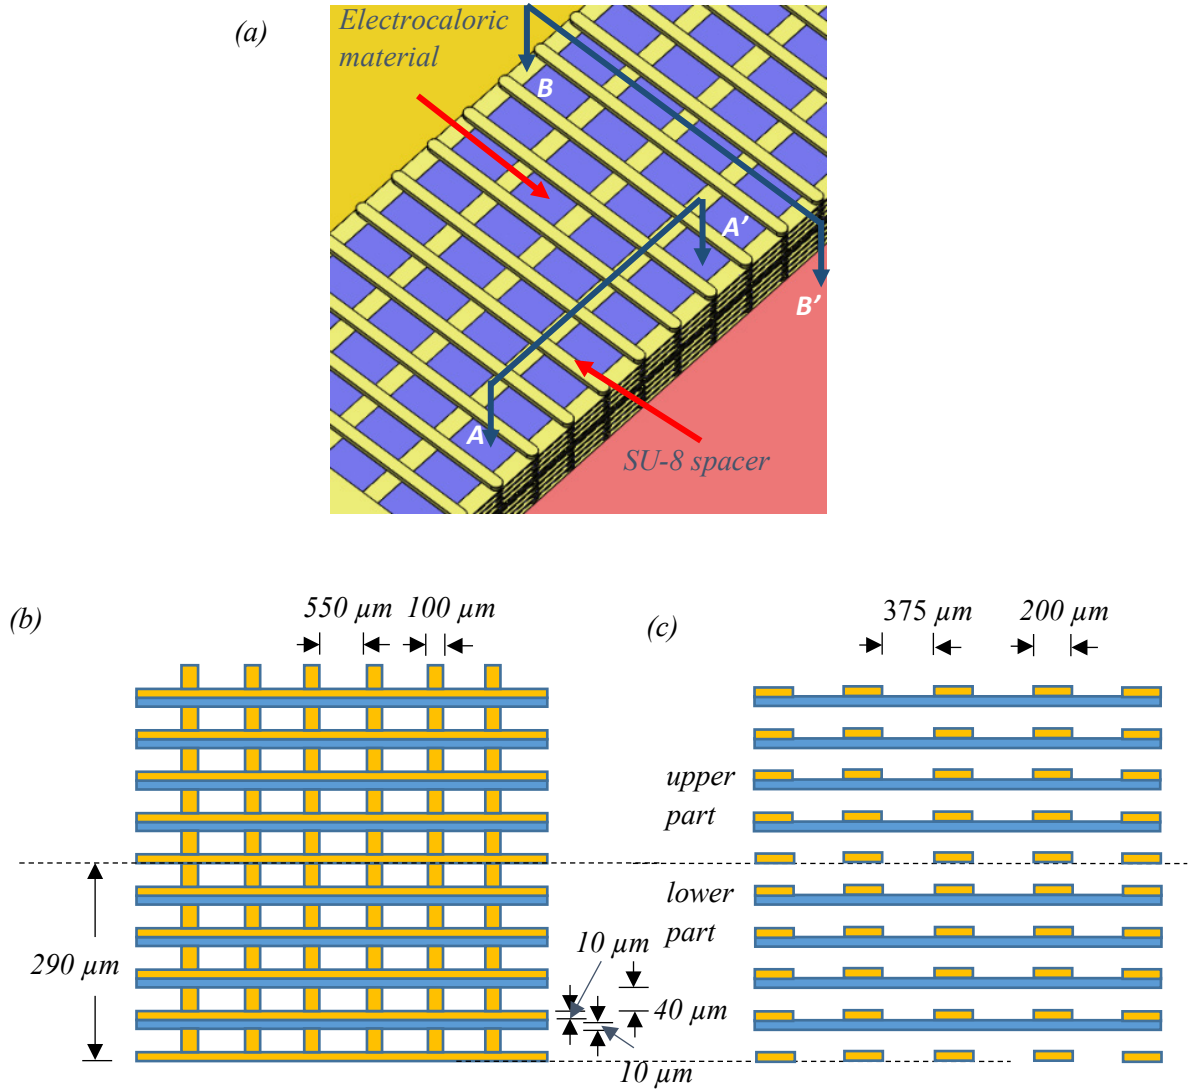 (a)
Electrocaloric
material
B
A'
B'
A
SU-8 spacer
(b)
550 µm
100 µm
(c)
375 µm
200 µm
upper
part
lower
part
290 µm
10 µm
40 µm
10 µm